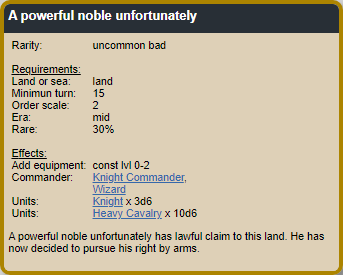 A powerful noble unfortunately
Rarity: uncommon bad
Requirements:
Land or sea: land
Minimun turn: 15
Order scale: 2
Era: mid
Rare: 30%
Effects:
Add equipment: const lvl 0-2
Commander: Knight Commander,
Wizard
Units: Knight x 3d6
Units: Heavy Cavalry x 10d6
A powerful noble unfortunately has lawful claim to this land. He has
now decided to pursue his right by arms.